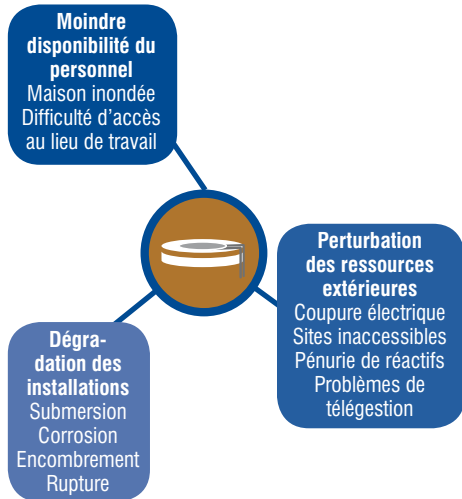 Moindre
disponibilité du
personnel
Maison inondée
Difficulté d’accès
au lieu de travail
Perturbation
des ressources
extérieures
Coupure électrique
Sites inaccessibles
Pénurie de réactifs
Problèmes de
télégestion
Dégra-
dation des
installations
Submersion
Corrosion
Encombrement
Rupture